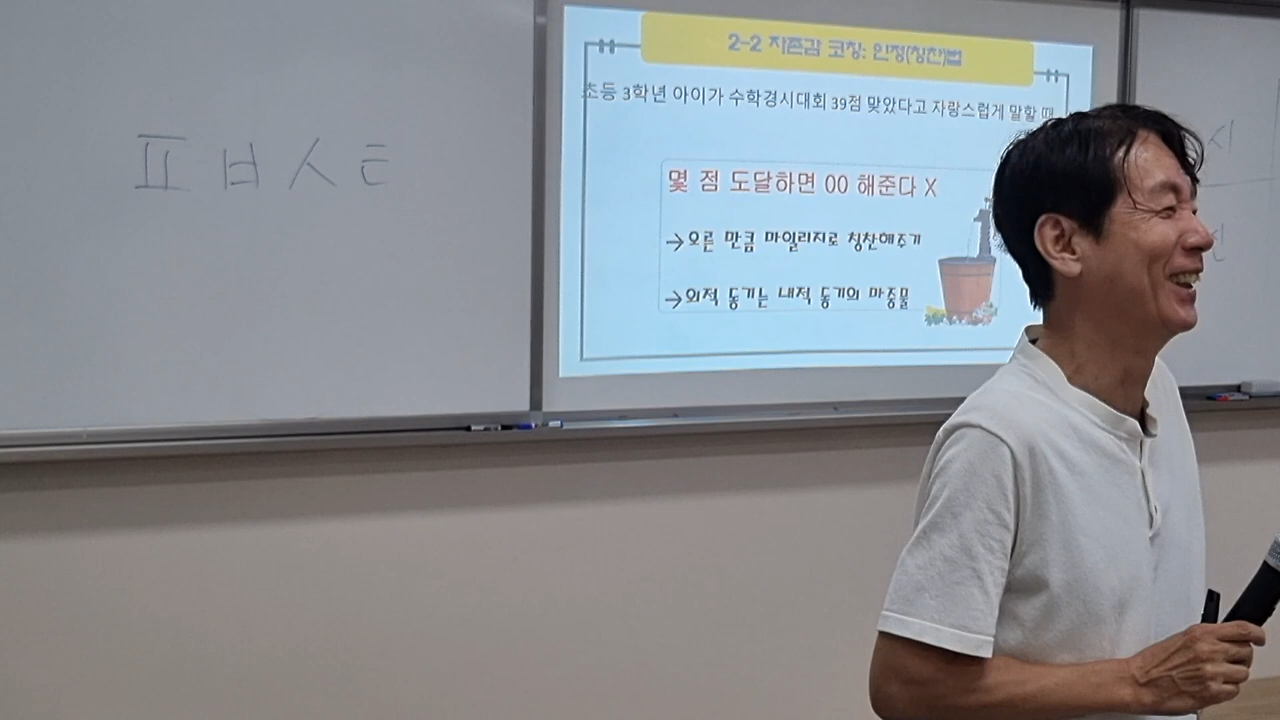 ㅍ ㅂ ㅅ ㅌ
2-2 자존감 코칭: 인정(칭찬)법
초등 3학년 아이가 수학경시대회 39점 맞았다고 자랑스럽게 말할 때
몇 점 도달하면 00 해준다 X
→오른 만큼 마일리지로 칭찬해주기
→외적 동기는 내적 동기의 마중물